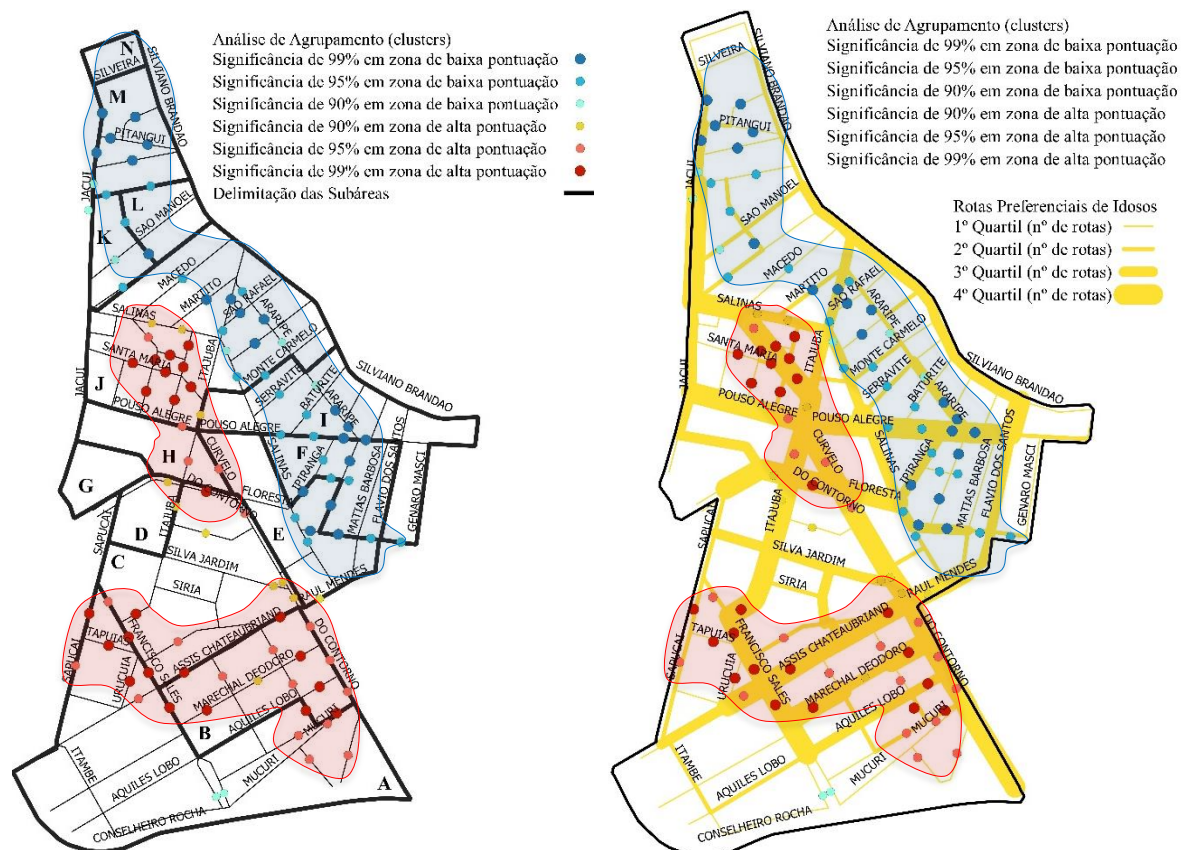 Análise de Agrupamento (clusters)
Significância de 99% em zona de baixa pontuação
Significância de 95% em zona de baixa pontuação
Significância de 90% em zona de baixa pontuação
Significância de 90% em zona de alta pontuação
Significância de 95% em zona de alta pontuação
Significância de 99% em zona de alta pontuação
Delimitação das Subáreas
N
SILVEIRA
SILVIANO BRANDAO
M
PITANGUI
JACUI
L
SAO MANOEL
K
MACEDO
MARTITO
SAO RAFAEL
ARARIPE
SALINAS
SANTA MARIA
ITAJUBA
MONTE CARMELO
SERRAVITE
BATURITE
ARARIPE
SILVIANO BRANDAO
JACUI
J
POUSO ALEGRE
POUSO ALEGRE
I
SALINAS
F
IPIRANGA
CURVELO
H
G
DO CONTORNO
FLORESTA
MATIAS BARBOSA
FLAVIO DOS SANTOS
GENARO MASCI
SAPUCAI
D
ITAJUBA
E
C
SILVA JARDIM
SIRIA
RAUL MENDES
TAPUIAS
SAPUCAI
URUCUIA
FRANCISCO SALES
ASSIS CHATEAUBRIAND
DO CONTORNO
MARECHAL DEODORO
B
AQUILES LOBO
MUCURI
ITAMBE
AQUILES LOBO
MUCURI
A
CONSELHEIRO ROCHA
Análise de Agrupamento (clusters)
Significância de 99% em zona de baixa pontuação
Significância de 95% em zona de baixa pontuação
Significância de 90% em zona de baixa pontuação
Significância de 90% em zona de alta pontuação
Significância de 95% em zona de alta pontuação
Significância de 99% em zona de alta pontuação
Rotas Preferenciais de Idosos
1º Quartil (nº de rotas)
2º Quartil (nº de rotas)
3º Quartil (nº de rotas)
4º Quartil (nº de rotas)
SILVEIRA
SILVIANO BRANDAO
PITANGUI
JACUI
SAO MANOEL
MACEDO
MARTITO
SAO RAFAEL
ARARIPE
SALINAS
SANTA MARIA
ITAJUBA
MONTE CARMELO
SERRAVITE
BATURITE
ARARIPE
SILVIANO BRANDAO
JACUI
POUSO ALEGRE
POUSO ALEGRE
SALINAS
IPIRANGA
CURVELO
DO CONTORNO
FLORESTA
MATIAS BARBOSA
FLAVIO DOS SANTOS
GENARO MASCI
SAPUCAI
ITAJUBA
SILVA JARDIM
SIRIA
RAUL MENDES
TAPUIAS
SAPUCAI
URUCUIA
FRANCISCO SALES
ASSIS CHATEAUBRIAND
DO CONTORNO
MARECHAL DEODORO
AQUILES LOBO
MUCURI
ITAMBE
AQUILES LOBO
MUCURI
CONSELHEIRO ROCHA